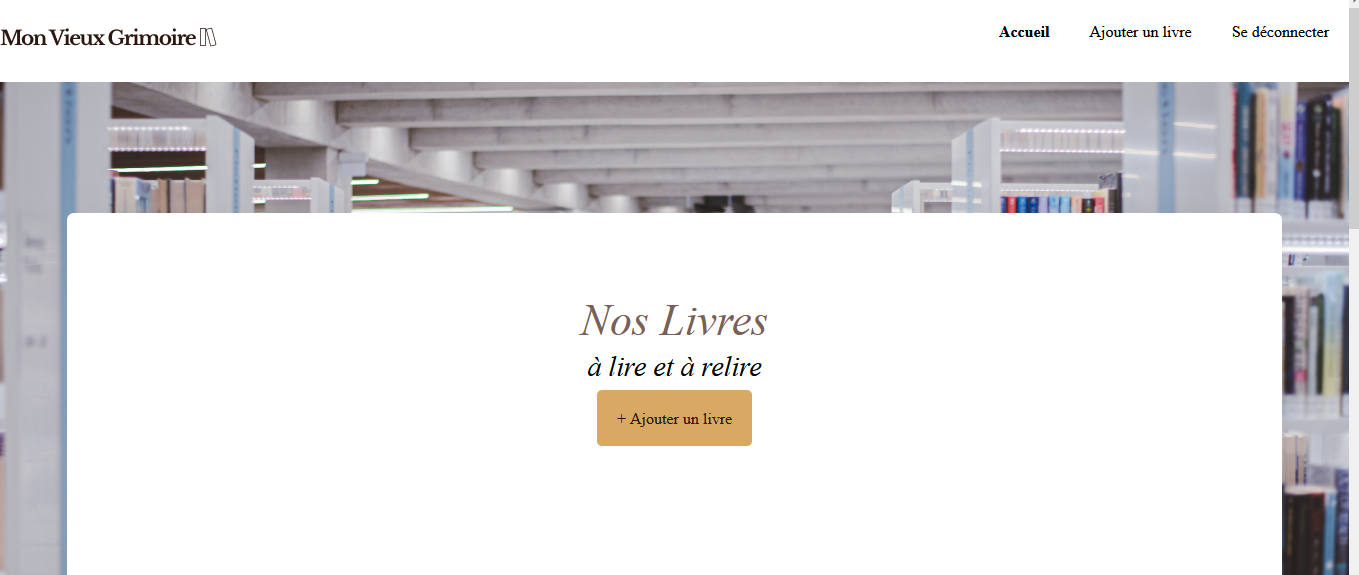 Mon Vieux Grimoire
Accueil
Ajouter un livre
Se déconnecter
Nos Livres
à lire et à relire
+ Ajouter un livre